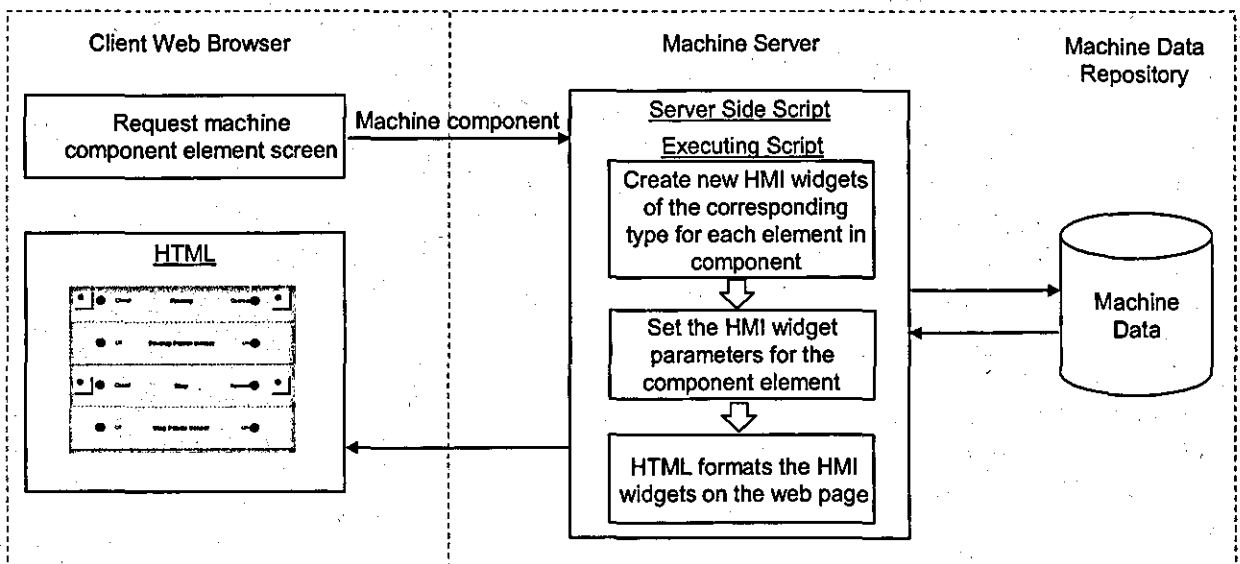 Client Web Browser
Machine Server
Machine Data
Repository
Request machine
component element screen
Machine component
Server Side Script
Executing Script
Create new HMI widgets
of the corresponding
type for each element in
component
Set the HMI widget
parameters for the
component element
HTML formats the HMI
widgets on the web page
Machine
Data
HTML